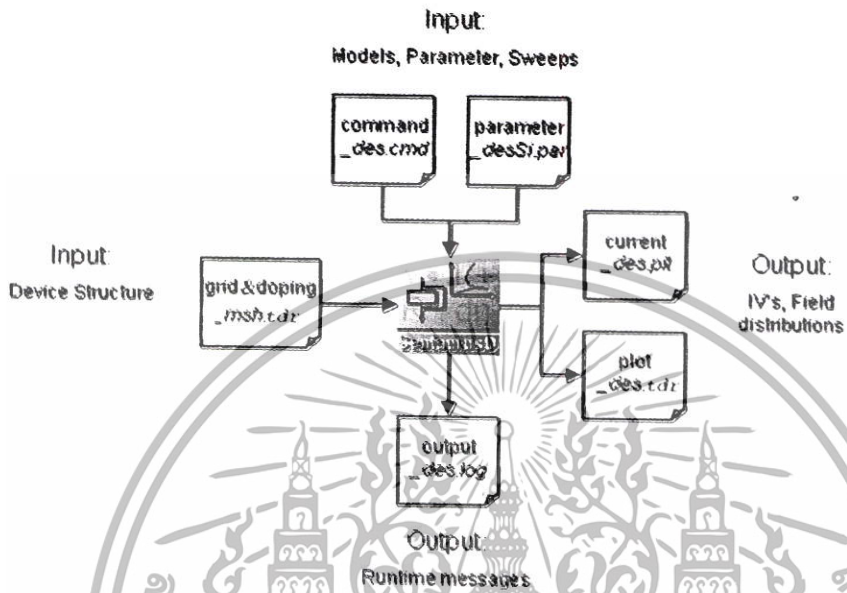 Input:
Models, Parameter, Sweeps
command
_des.cmd
parameter
_desSi.par
Input:
Device Structure
grid & doping
_msh.tdr
current
_des.plt
Output:
IV's, Field
distributions
plot
_des.tdr
output
_des.log
Output:
Runtime messages